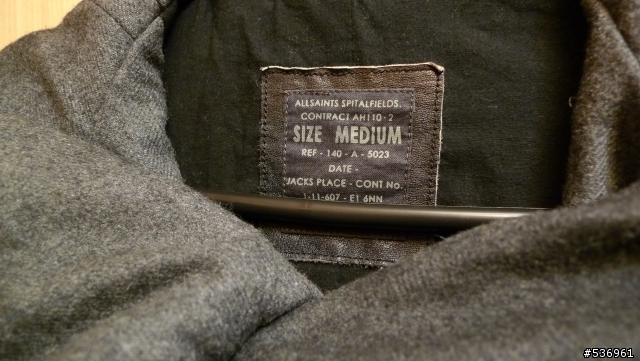 ALLSAINTS SPITALFIELDS.
CONTRACT AH110-2
SIZE MEDIUM
REF - 140 - A - 5023
DATE -
JACKS PLACE - CONT.No.
1-11-607 - E1 6NN
#536961